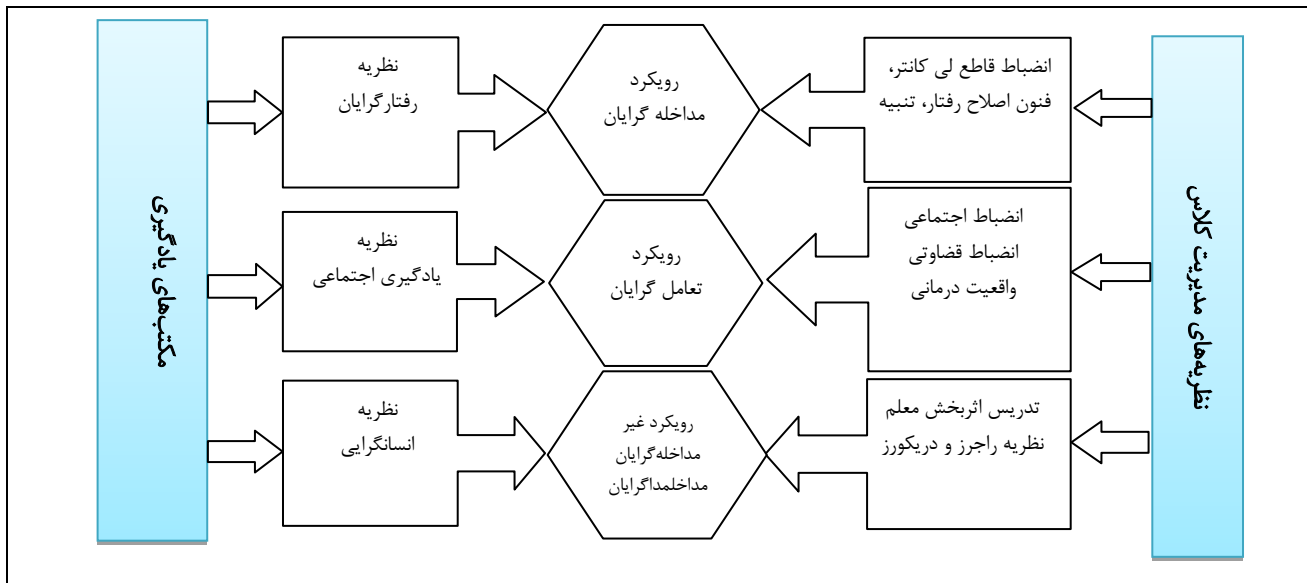 نظریه‌های مدیریت کلاس
انضباط قاطع لی کانتر،
فنون اصلاح رفتار، تنبیه
رویکرد
مداخله گرایان
نظریه
رفتارگرایان
انضباط اجتماعی
انضباط قضاوتی
واقعیت درمانی
رویکرد
تعامل گرایان
نظریه
یادگیری اجتماعی
تدریس اثربخش معلم
نظریه راجرز و دریکورز
رویکرد غیر
مداخله‌گرایان
مداخلمداگرایان
نظریه
انسانگرایی
مکتب‌های یادگیری